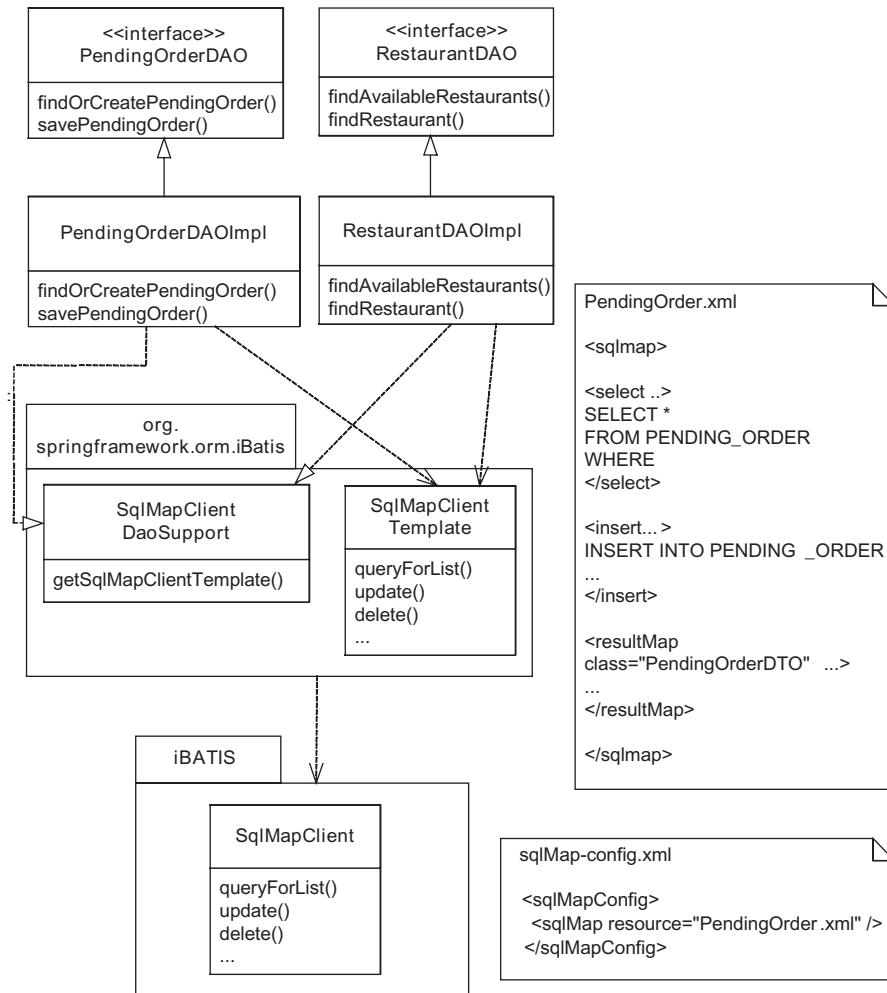 <<interface>>
PendingOrderDAO
findOrCreatePendingOrder()
savePendingOrder()
<<interface>>
RestaurantDAO
findAvailableRestaurants()
findRestaurant()
PendingOrderDAOImpl
findOrCreatePendingOrder()
savePendingOrder()
RestaurantDAOImpl
findAvailableRestaurants()
findRestaurant()
:
org.
springframework.orm.iBatis
SqlMapClient
DaoSupport
getSqlMapClientTemplate()
SqlMapClient
Template
queryForList()
update()
delete()
...
iBATIS
SqlMapClient
queryForList()
update()
delete()
...
PendingOrder.xml
<sqlmap>
<select ..>
SELECT *
FROM PENDING_ORDER
WHERE
</select>
<insert... >
INSERT INTO PENDING _ORDER
...
</insert>
<resultMap
class="PendingOrderDTO" ...>
...
</resultMap>
</sqlmap>
sqlMap-config.xml
<sqlMapConfig>
<sqlMap resource="PendingOrder.xml" />
</sqlMapConfig>